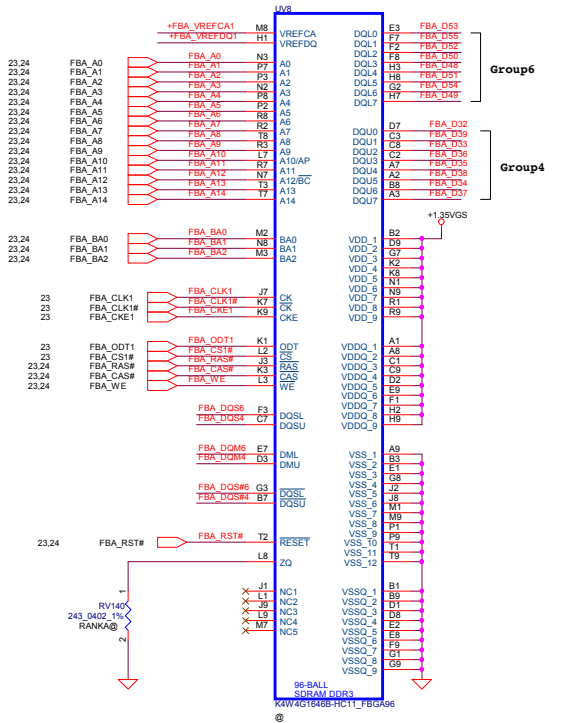 UV8
+FBA_VREFCA1 M8 VREFCA E3 DQL0 FBA_D53
+FBA_VREFDQ1 H1 VREFDQ F7 DQL1 FBA_D55
F2 DQL2 FBA_D52
23,24 FBA_A0 FBA_A0 N3 A0 F8 DQL3 FBA_D50
23,24 FBA_A1 FBA_A1 P7 A1 H3 DQL4 FBA_D48
23,24 FBA_A2 FBA_A2 P3 A2 H8 DQL5 FBA_D51
23,24 FBA_A3 FBA_A3 N2 A3 G2 DQL6 FBA_D54
23,24 FBA_A4 FBA_A4 P8 A4 H7 DQL7 FBA_D49
Group6
23,24 FBA_A5 FBA_A5 P2 A5
23,24 FBA_A6 FBA_A6 R8 A6
23,24 FBA_A7 FBA_A7 R2 A7 D7 DQU0 FBA_D32
23,24 FBA_A8 FBA_A8 T8 A8 C3 DQU1 FBA_D39
23,24 FBA_A9 FBA_A9 R3 A9 C8 DQU2 FBA_D33
23,24 FBA_A10 FBA_A10 L7 A10/AP C2 DQU3 FBA_D36
23,24 FBA_A11 FBA_A11 R7 A11 A7 DQU4 FBA_D35
23,24 FBA_A12 FBA_A12 N7 A12/BC A2 DQU5 FBA_D38
23,24 FBA_A13 FBA_A13 T3 A13 B8 DQU6 FBA_D34
23,24 FBA_A14 FBA_A14 T7 A14 A3 DQU7 FBA_D37
Group4
+1.35VGS
23,24 FBA_BA0 FBA_BA0 M2 BA0 B2 VDD_1
23,24 FBA_BA1 FBA_BA1 N8 BA1 D9 VDD_2
23,24 FBA_BA2 FBA_BA2 M3 BA2 G7 VDD_3
K2 VDD_4
K8 VDD_5
N1 VDD_6
23 FBA_CLK1 FBA_CLK1 J7 CK N9 VDD_7
23 FBA_CLK1# FBA_CLK1# K7 CK R1 VDD_8
23 FBA_CKE1 FBA_CKE1 K9 CKE R9 VDD_9
23 FBA_ODT1 FBA_ODT1 K1 ODT A1 VDDQ_1
23 FBA_CS1# FBA_CS1# L2 CS A8 VDDQ_2
23,24 FBA_RAS# FBA_RAS# J3 RAS C1 VDDQ_3
23,24 FBA_CAS# FBA_CAS# K3 CAS C9 VDDQ_4
23,24 FBA_WE FBA_WE L3 WE D2 VDDQ_5
E9 VDDQ_6
F1 VDDQ_7
FBA_DQS6 F3 DQSL H2 VDDQ_8
FBA_DQS4 C7 DQSU H9 VDDQ_9
FBA_DQM6 E7 DML A9 VSS_1
FBA_DQM4 D3 DMU B3 VSS_2
E1 VSS_3
G8 VSS_4
FBA_DQS#6 G3 DQSL J2 VSS_5
FBA_DQS#4 B7 DQSU J8 VSS_6
M1 VSS_7
M9 VSS_8
P1 VSS_9
23,24 FBA_RST# FBA_RST# T2 RESET P9 VSS_10
T1 VSS_11
L8 ZQ T9 VSS_12
J1 NC1 B1 VSSQ_1
L1 NC2 B9 VSSQ_2
J9 NC3 D1 VSSQ_3
L9 NC4 D8 VSSQ_4
M7 NC5 E2 VSSQ_5
E8 VSSQ_6
F9 VSSQ_7
G1 VSSQ_8
G9 VSSQ_9
1
RV140
243_0402_1%
RANKA@
2
96-BALL
SDRAM DDR3
K4W4G1646B-HC11_FBGA96
@